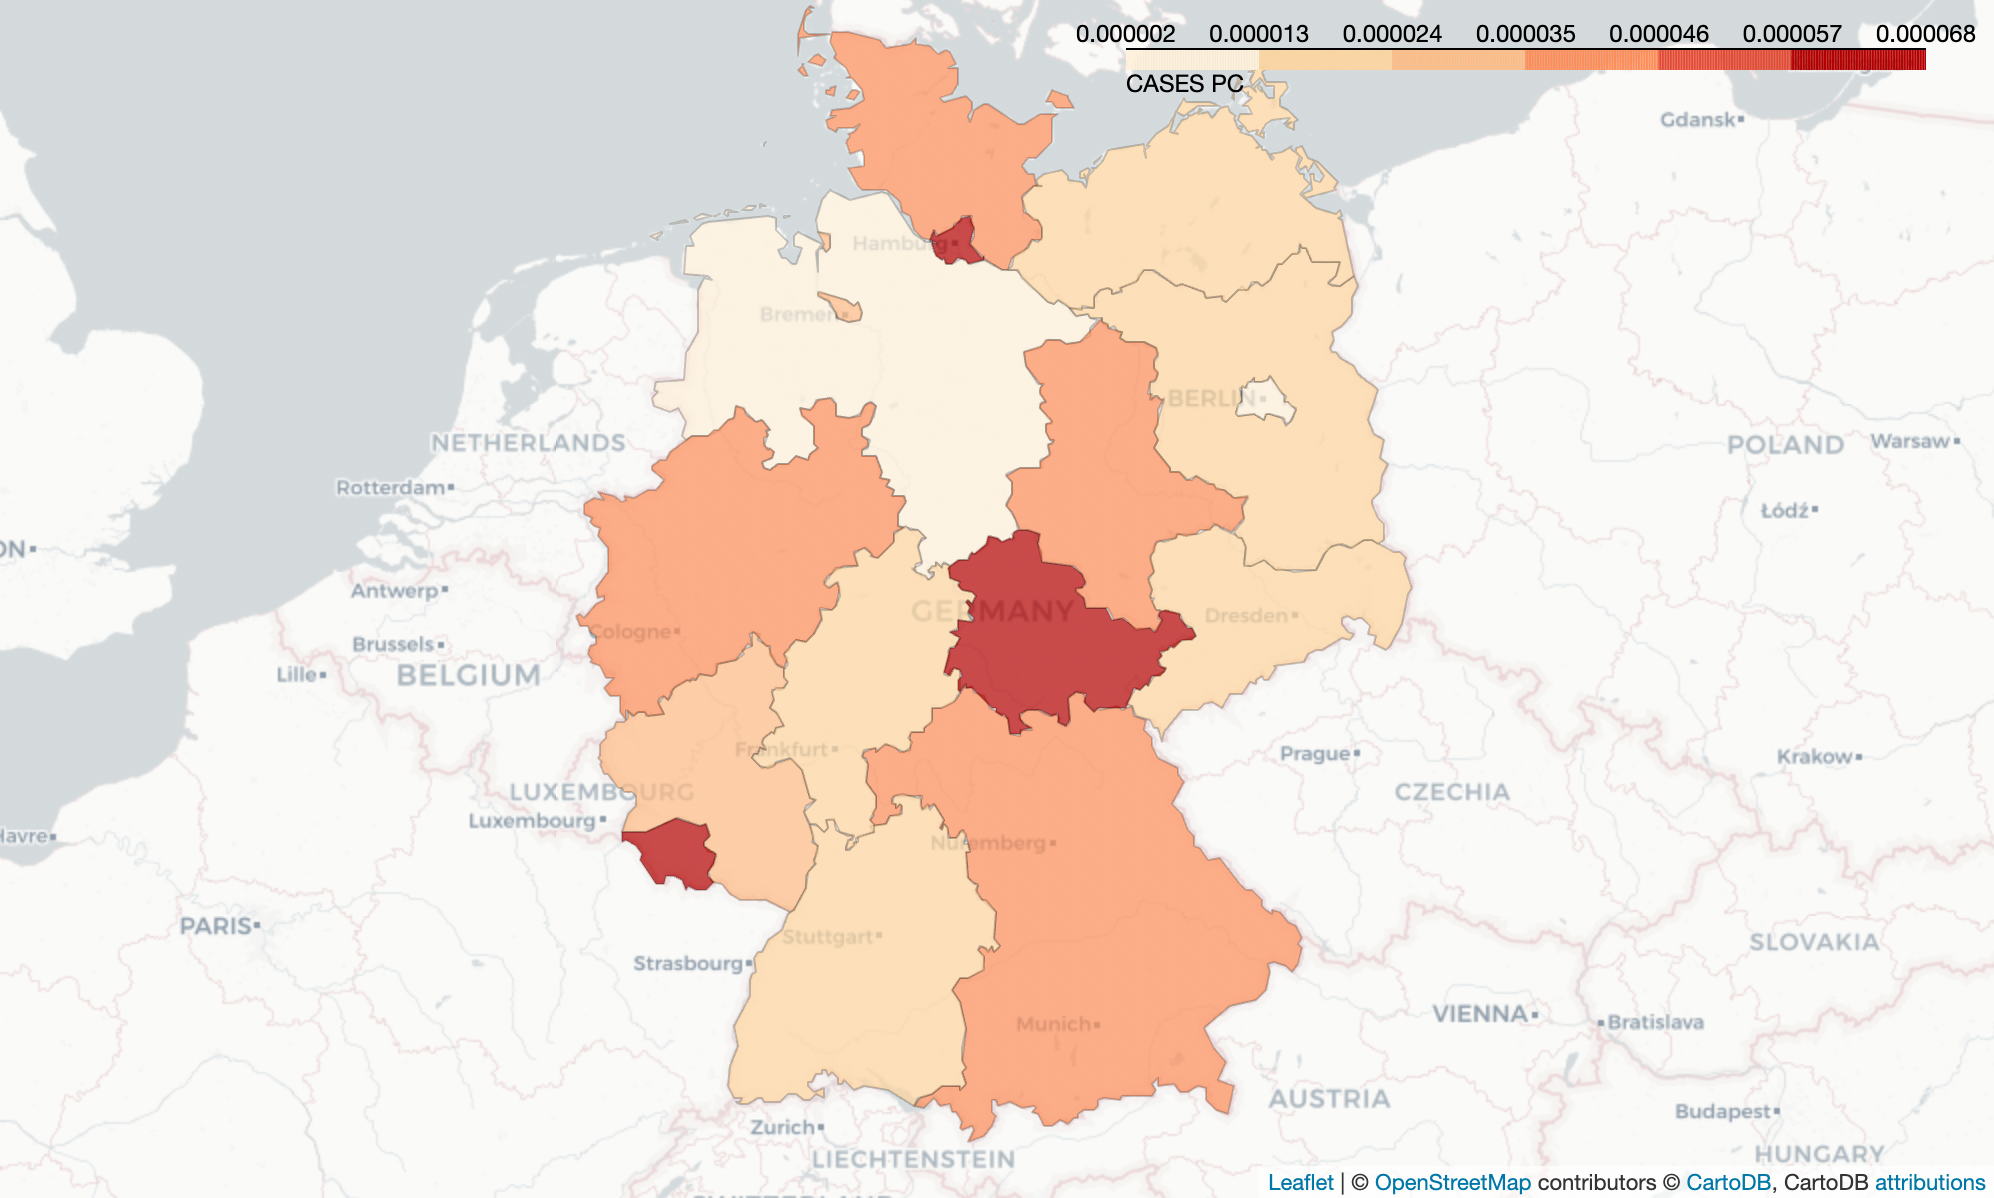 0.000002 0.000013 0.000024 0.000035 0.000046 0.000057 0.000068
CASES PC
Gdansk
Hamburg
Bremen
BERLIN
NETHERLANDS
POLAND
Warsaw
Rotterdam
Łódź
ON
Antwerp
GERMANY
Dresden
Cologne
Brussels
Lille
BELGIUM
Frankfurt
Prague
Krakow
LUXEMBOURG
CZECHIA
Luxembourg
Havre
Nuremberg
PARIS
Stuttgart
SLOVAKIA
Strasbourg
VIENNA
Bratislava
Munich
AUSTRIA
Budapest
Zurich
HUNGARY
LIECHTENSTEIN
SWITZERLAND
Leaflet | © OpenStreetMap contributors © CartoDB, CartoDB attributions